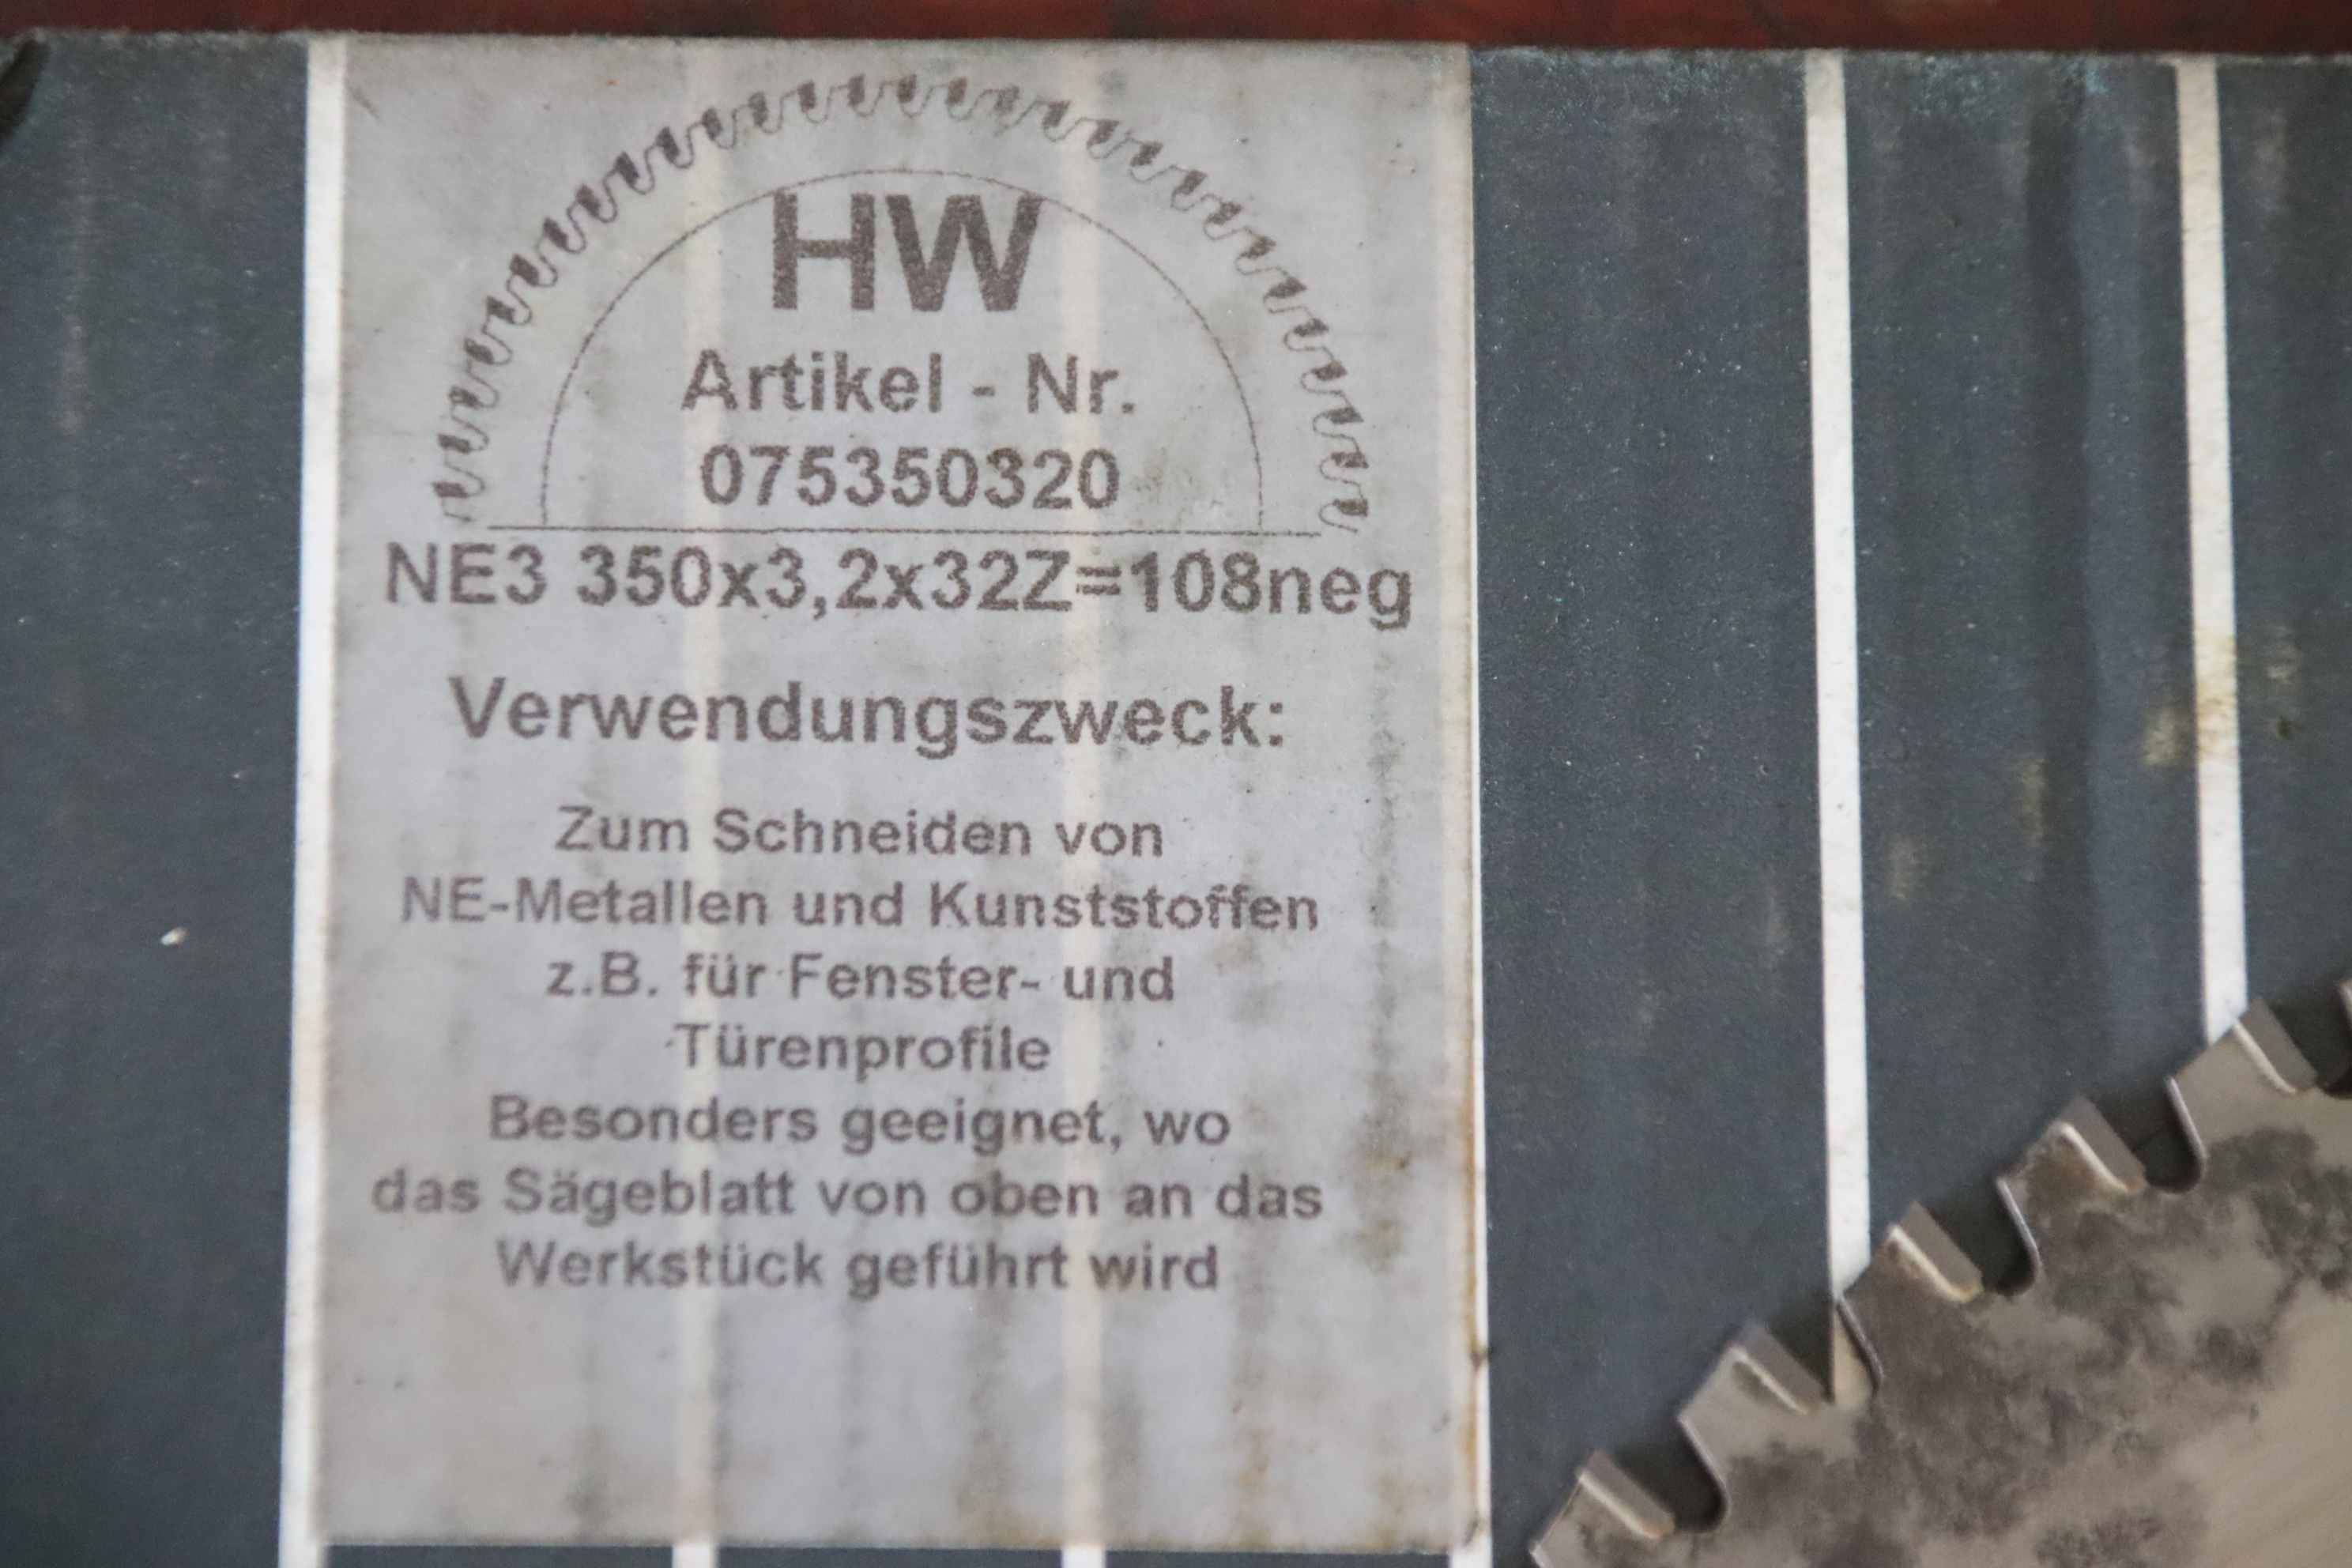 HW
Artikel - Nr.
075350320
NE3 350x3,2x32Z=108neg
Verwendungszweck:
Zum Schneiden von
NE-Metallen und Kunststoffen
z.B. für Fenster- und
Türenprofile
Besonders geeignet, wo
das Sägeblatt von oben an das
Werkstück geführt wird